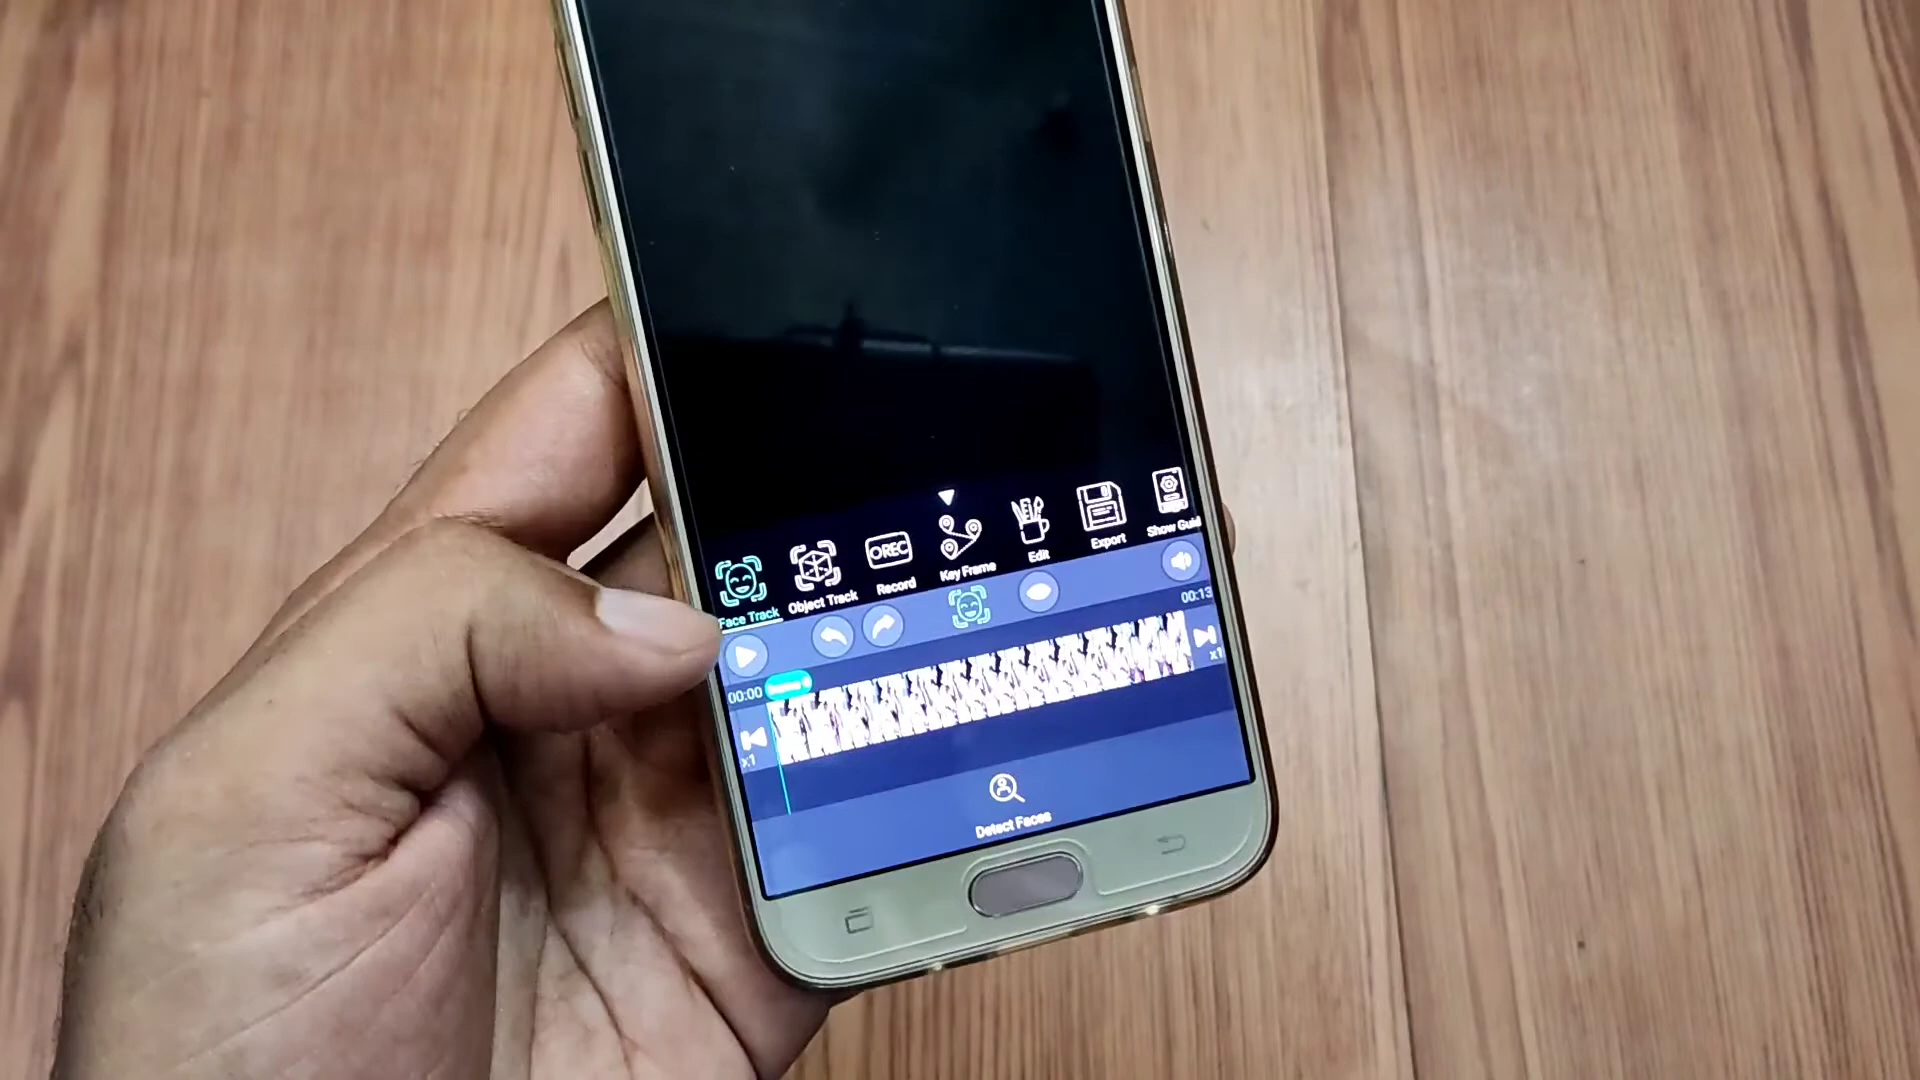 Face Track
Object Track
OREC
Record
Key Frame
Edit
Export
Show Guid
00:00
00:13
x1
x1
Detect Faces